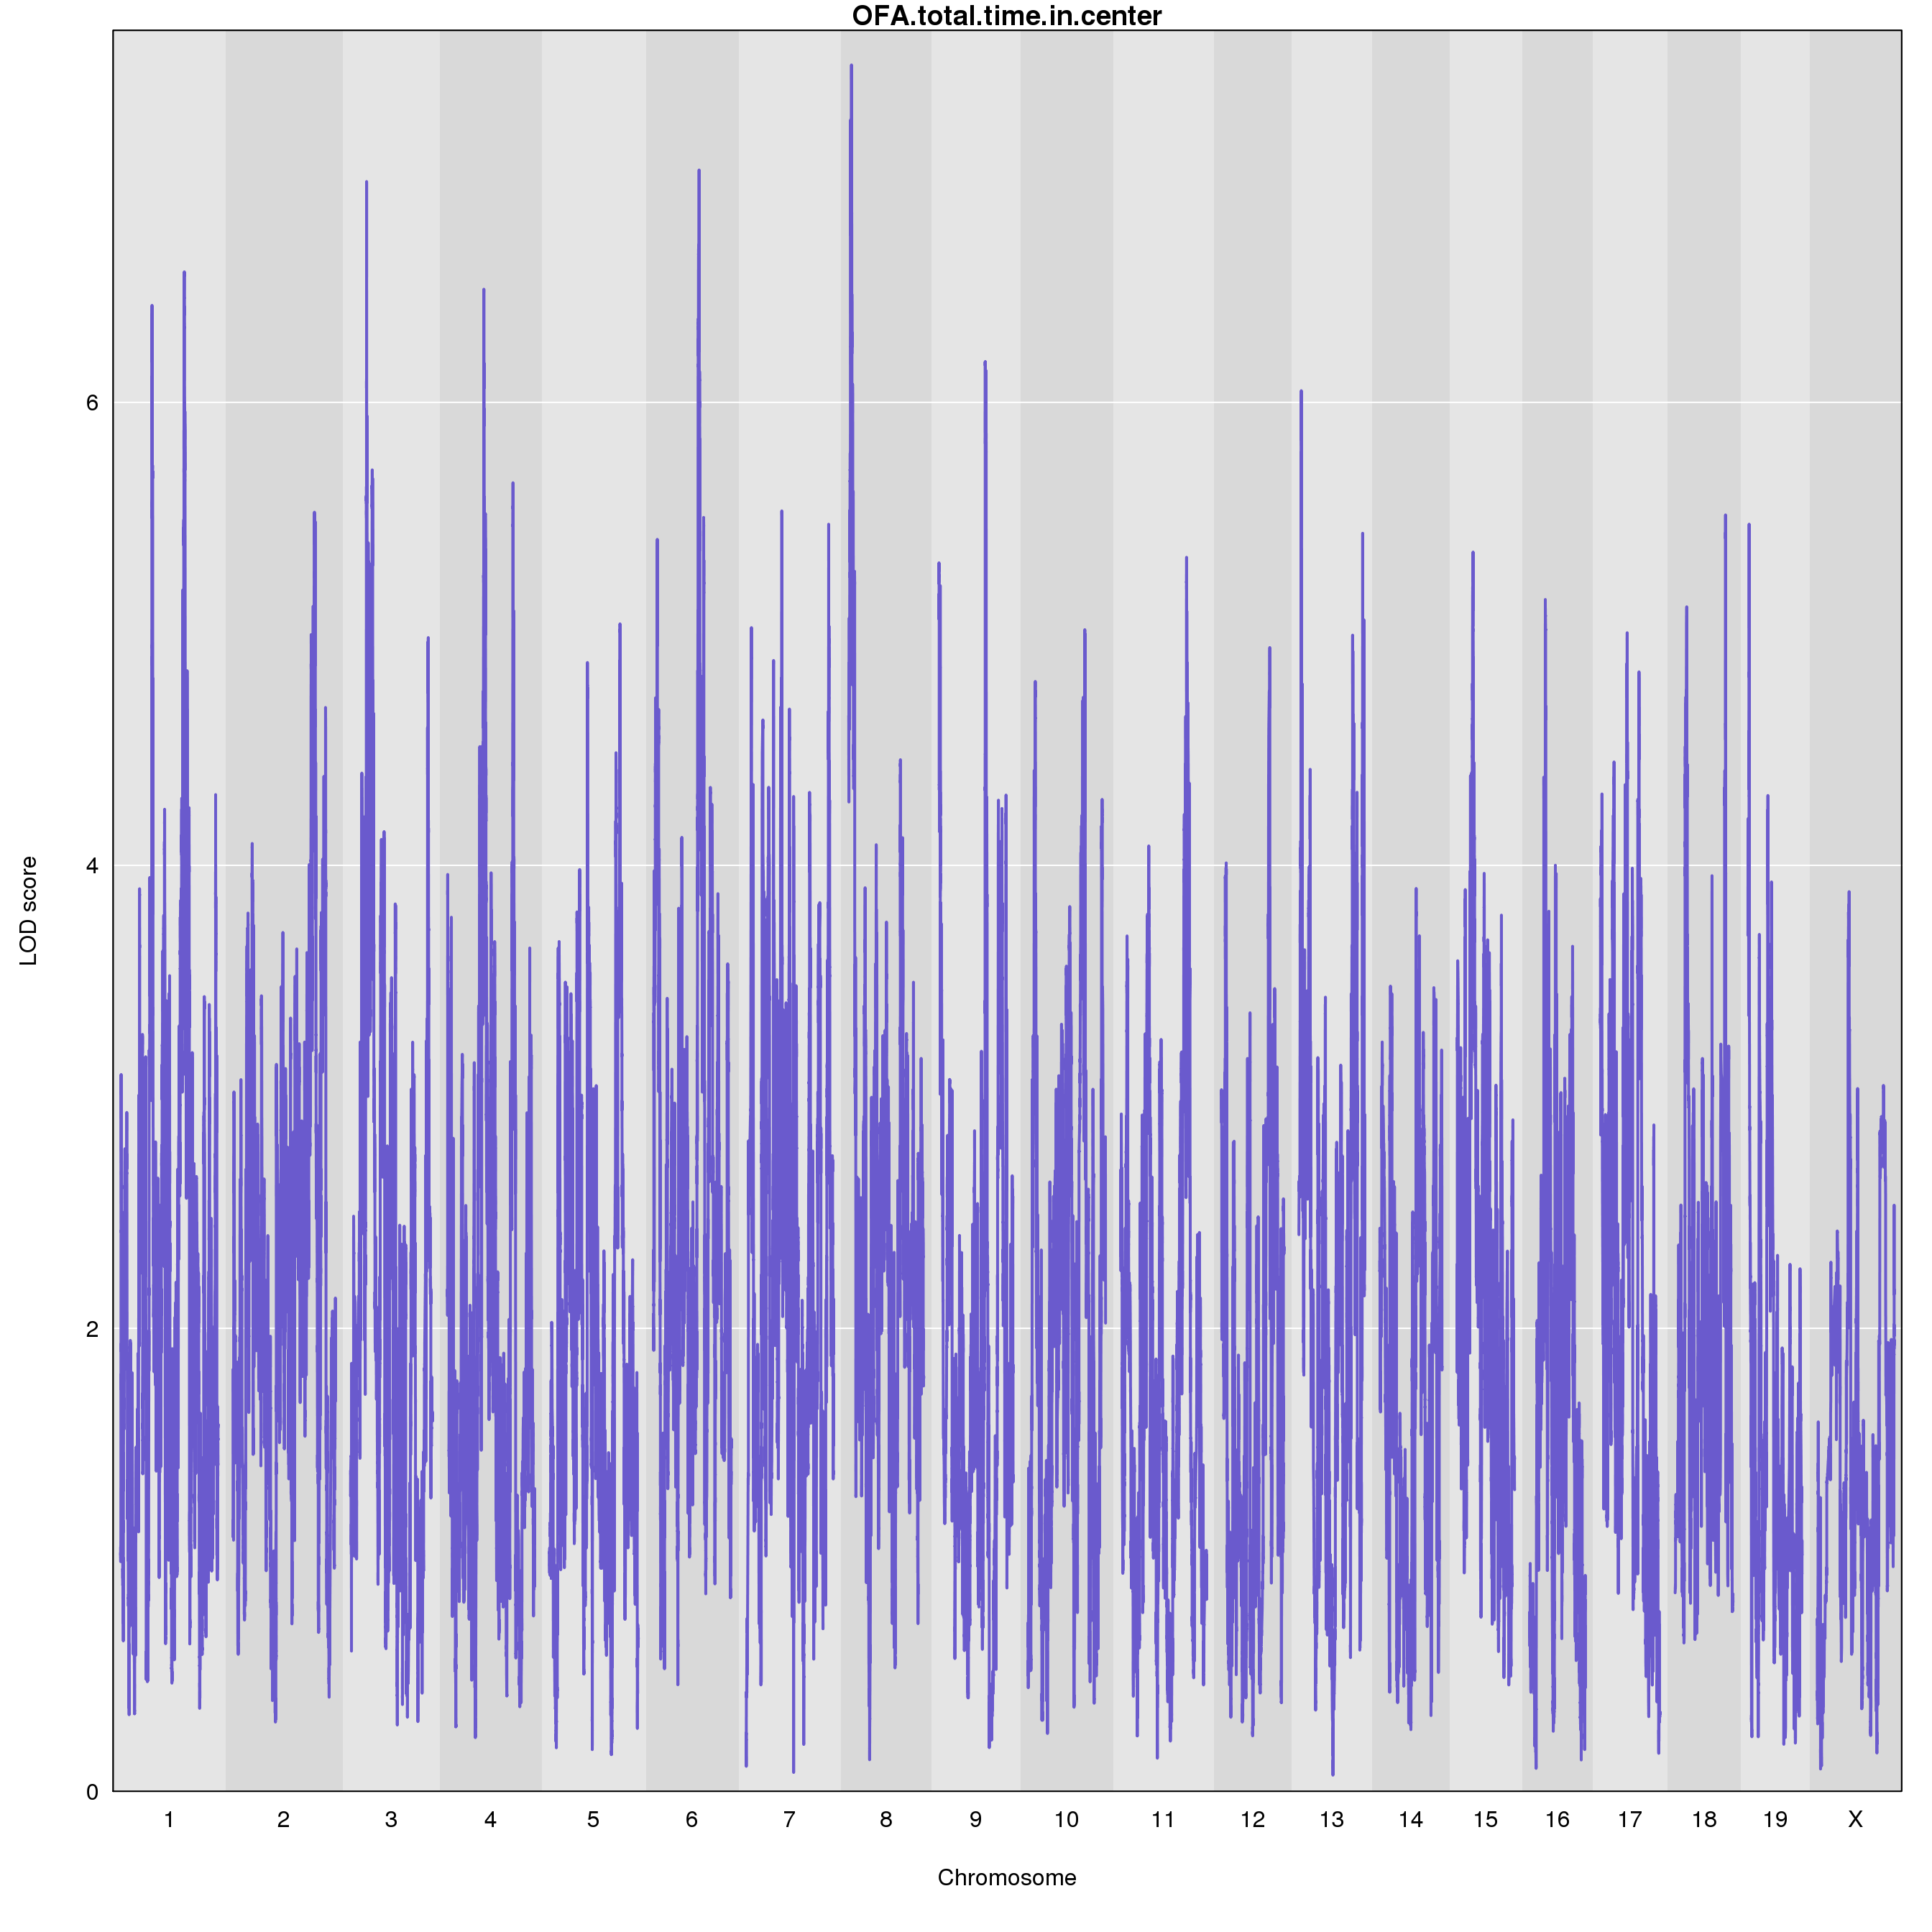 OFA.total.time.in.center
LOD score
6
4
2
0
1 2 3 4 5 6 7 8 9 10 11 12 13 14 15 16 17 18 19 X
Chromosome